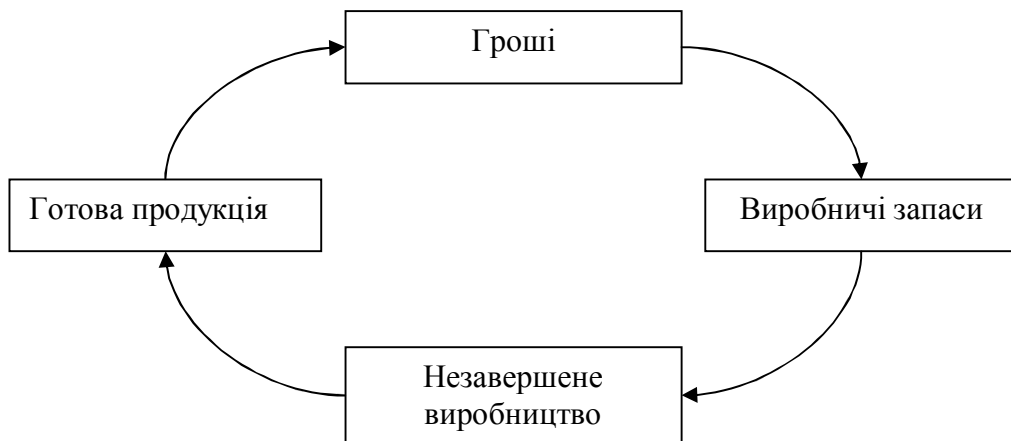 Гроші
Готова продукція
Виробничі запаси
Незавершене
виробництво